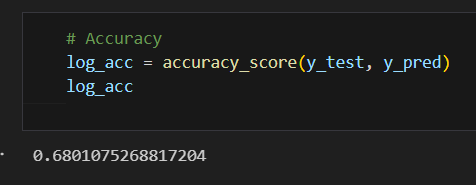 # Accuracy
log_acc = accuracy_score(y_test, y_pred)
log_acc
0.6801075268817204